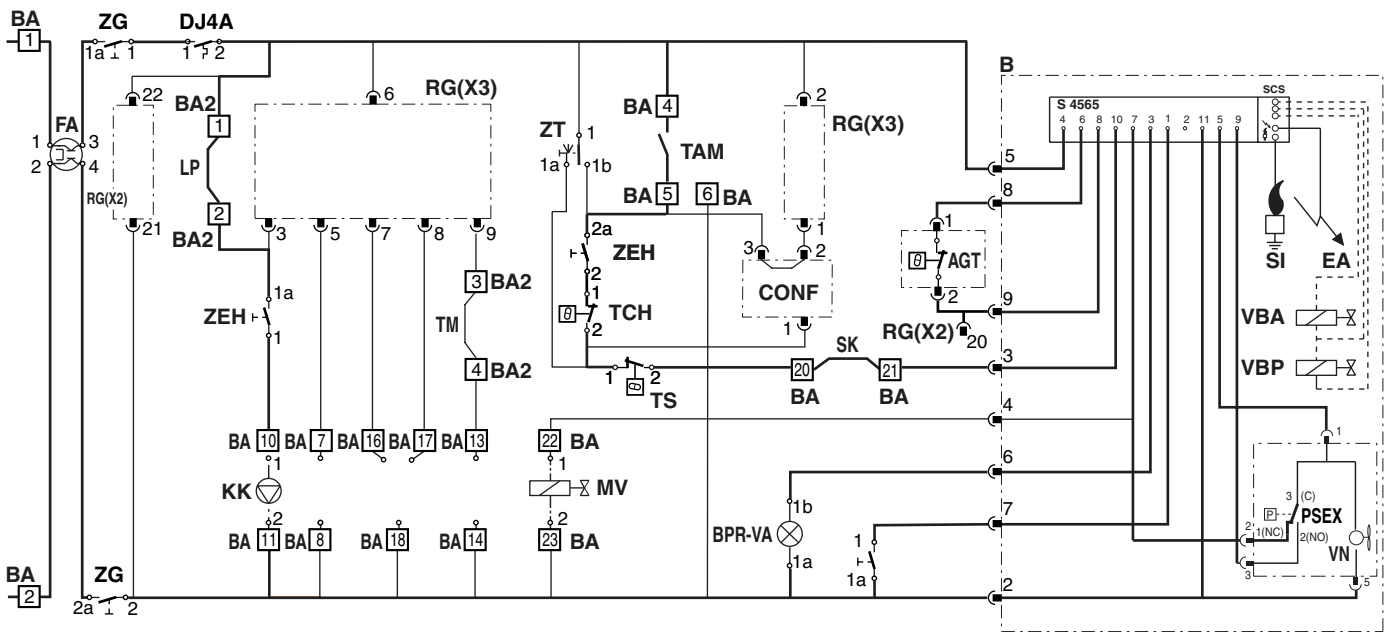 BA
1
ZG
1a 1
DJ4A
1 2
FA
1 3
2 4
22
RG(X2)
21
BA2
1
LP
2
BA2
6
RG(X3)
3 5 7 8 9
ZEH
1a
1
3 BA2
TM
4 BA2
ZT
1
1a 1b
BA 4
TAM
BA 5
6 BA
2a
ZEH
2
1
TCH
2
2
RG(X3)
1
3 2
CONF
1
1 2
TS
SK
20 21
BA BA
BA 10
BA 7
BA 16
BA 17
BA 13
22 BA
1
KK
2
1
MV
2
BA 11
BA 8
BA 18
BA 14
23 BA
1b
BPR-VA
1a
1
1a
BA
2
ZG
2a 2
1
AGT
2
RG(X2) 20
5
8
9
3
4
6
7
2
B
S 4565
4 6 8 10 7 3 1 2 11 5 9
SCS
SI
EA
VBA
VBP
1
3 (C)
P
PSEX
2
1(NC)
2(NO)
VN
3
5